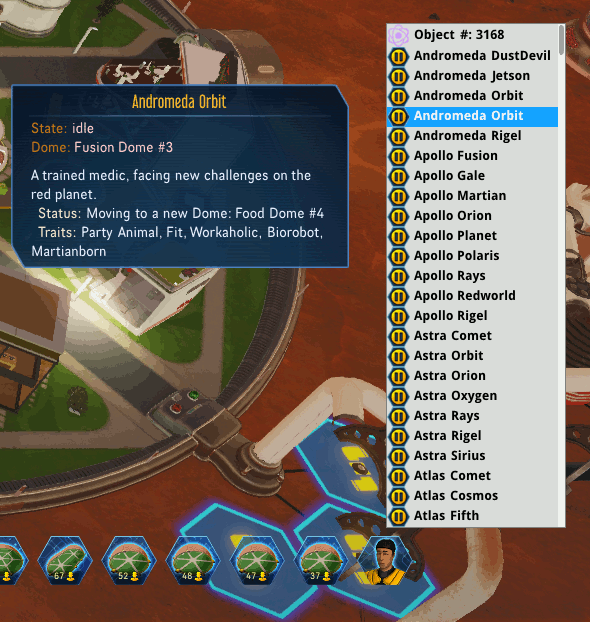 Andromeda Orbit
State: idle
Dome: Fusion Dome #3
A trained medic, facing new challenges on the
red planet.
Status: Moving to a new Dome: Food Dome #4
Traits: Party Animal, Fit, Workaholic, Biorobot,
Martianborn
Object #: 3168
Andromeda DustDevil
Andromeda Jetson
Andromeda Orbit
Andromeda Orbit
Andromeda Rigel
Apollo Fusion
Apollo Gale
Apollo Martian
Apollo Orion
Apollo Planet
Apollo Polaris
Apollo Rays
Apollo Redworld
Apollo Rigel
Astra Comet
Astra Orbit
Astra Orion
Astra Oxygen
Astra Rays
Astra Rigel
Astra Sirius
Atlas Comet
Atlas Cosmos
Atlas Fifth
67 52 48 47 37